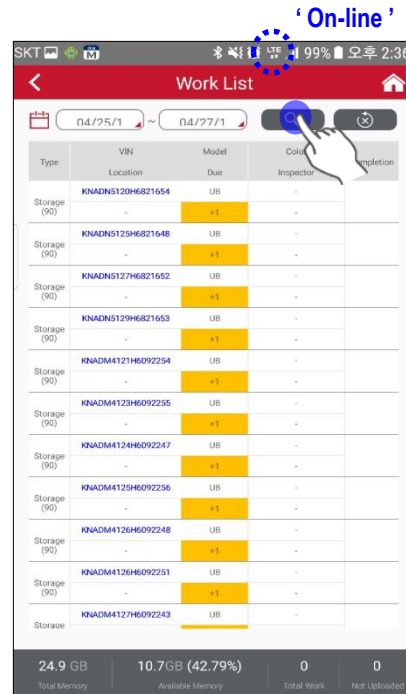 ‘ On-line ’
SKT LTE 99% 오후 2:36
Work List
04/25/1 ~ 04/27/1
Type VIN Model Completion
Location Due Inspector
Storage (90) KNADN5120H6821654 UB -
- +1 -
Storage (90) KNADN5125H6821648 UB -
- +1 -
Storage (90) KNADN5127H6821652 UB -
- +1 -
Storage (90) KNADN5129H6821653 UB -
- +1 -
Storage (90) KNADM4121H6092254 UB -
- +1 -
Storage (90) KNADM4123H6092255 UB -
- +1 -
Storage (90) KNADM4124H6092247 UB -
- +1 -
Storage (90) KNADM4125H6092256 UB -
- +1 -
Storage (90) KNADM4126H6092248 UB -
- +1 -
Storage (90) KNADM4126H6092251 UB -
- +1 -
Storage KNADM4127H6092243 UB -
24.9 GB 10.7GB (42.79%) 0 0
Total Memory Available Memory Total Work Not Uploaded